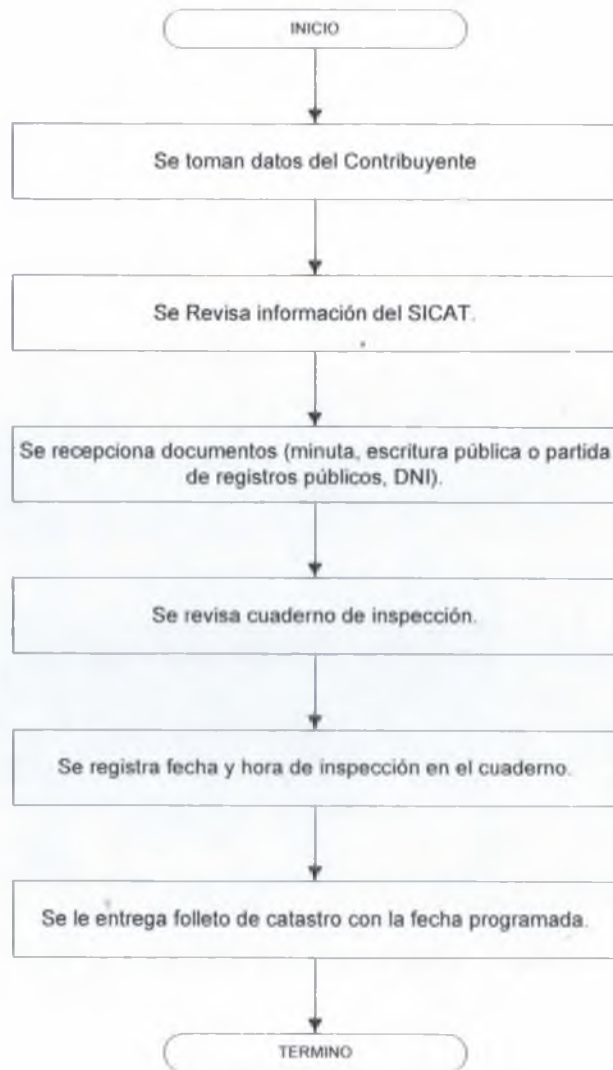 INICIO
Se toman datos del Contribuyente
Se Revisa información del SICAT.
Se recepciona documentos (minuta, escritura pública o partida
de registros públicos, DNI).
Se revisa cuaderno de inspección.
Se registra fecha y hora de inspección en el cuaderno.
Se le entrega folleto de catastro con la fecha programada.
TERMINO